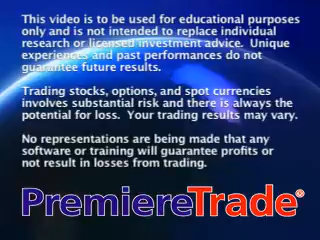 This video is to be used for educational purposes
only and is not intended to replace individual
research or licensed investment advice. Unique
experiences and past performances do not
guarantee future results.
Trading stocks, options, and spot currencies
involves substantial risk and there is always the
potential for loss. Your trading results may vary.
No representations are being made that any
software or training will guarantee profits or
not result in losses from trading.
PremiereTrade®